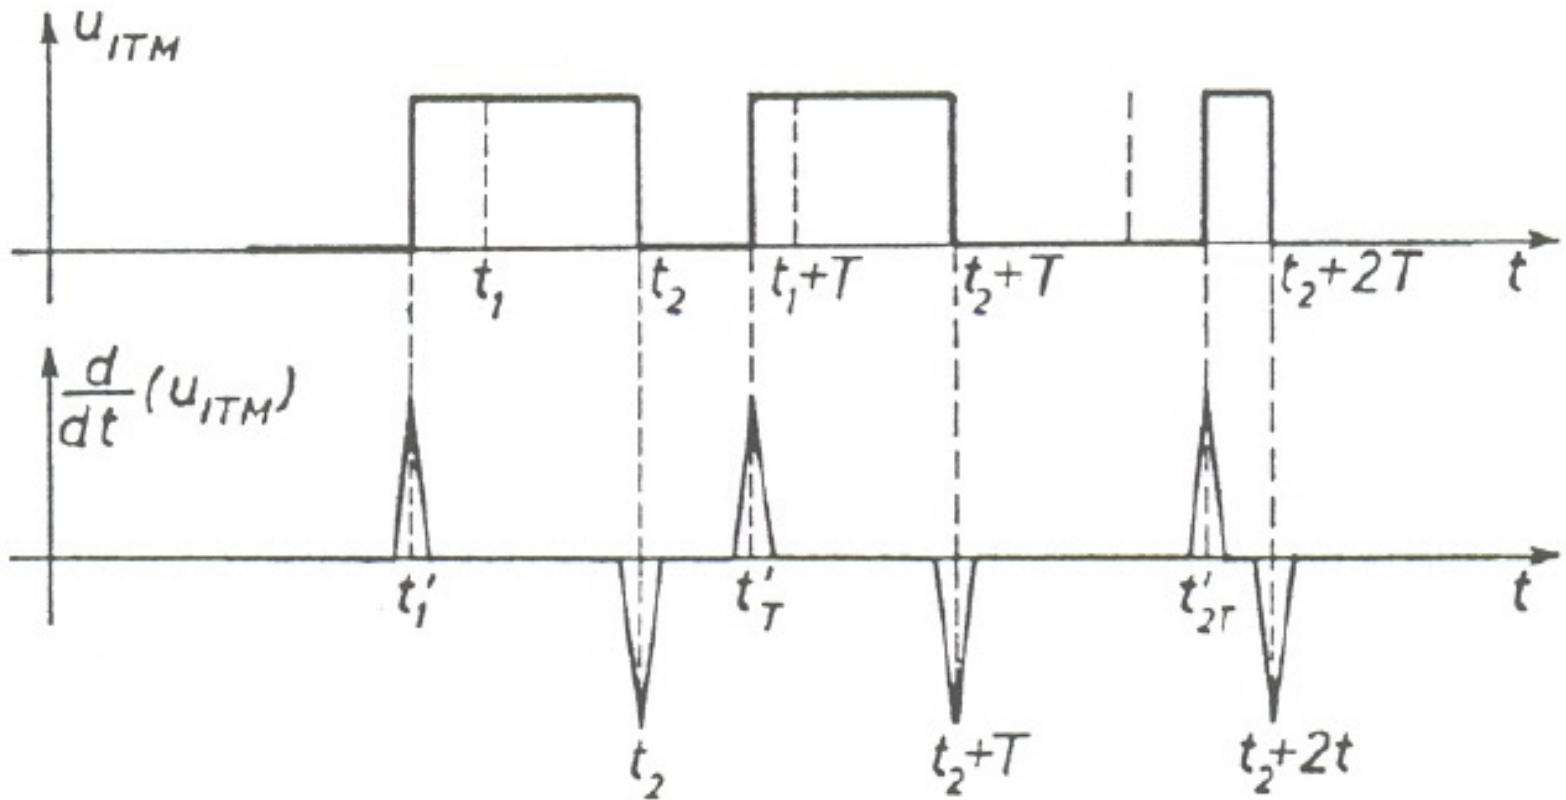 u_ITM
t_1 t_2 t_1+T t_2+T t_2+2T t
d/dt (u_ITM)
t'_1 t'_T t'_2T t
t_2 t_2+T t_2+2t